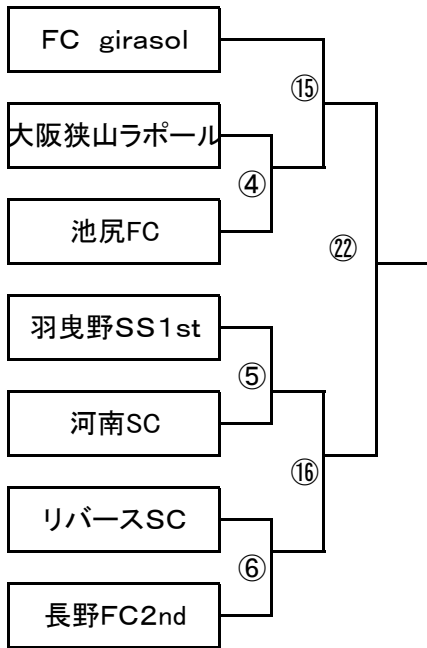 FC　girasol
⑮
大阪狭山ラポール
④
池尻FC
㉒
羽曳野SS1st
⑤
河南SC
⑯
リバースSC
⑥
長野FC2nd